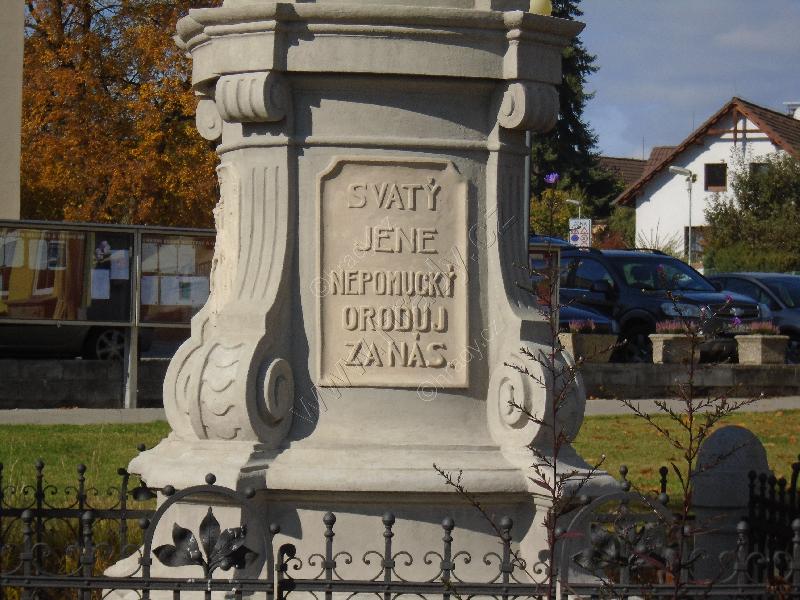 SVATÝ
JENE
NEPOMUCKÝ
ORODUJ
ZA NÁS.